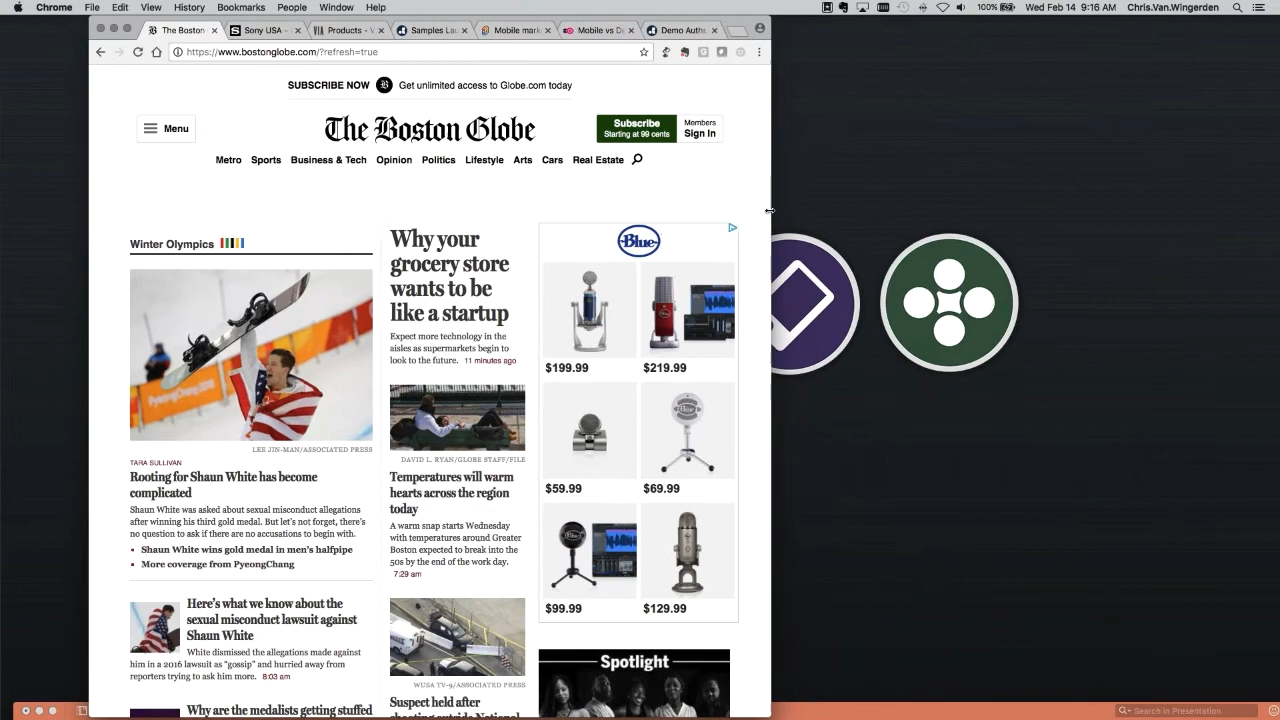 Chrome File Edit View History Bookmarks People Window Help
100% Wed Feb 14 9:16 AM Chris.Van.Wingerden
The Boston
Sony USA -
Products - V
Samples Lau
Mobile mark
Mobile vs De
Demo Autho
https://www.bostonglobe.com/?refresh=true
SUBSCRIBE NOW B Get unlimited access to Globe.com today
Menu
The Boston Globe
Subscribe
Starting at 99 cents
Members
Sign In
Metro Sports Business & Tech Opinion Politics Lifestyle Arts Cars Real Estate
Winter Olympics
PyeongChang
LEE JIN-MAN/ASSOCIATED PRESS
TARA SULLIVAN
Rooting for Shaun White has become
complicated
Shaun White was asked about sexual misconduct allegations
after winning his third gold medal. But let's not forget, there's
no question to ask if there are no accusations to begin with.
▪ Shaun White wins gold medal in men's halfpipe
▪ More coverage from PyeongChang
Here's what we know about the
sexual misconduct lawsuit against
Shaun White
White dismissed the allegations made against
him in a 2016 lawsuit as “gossip” and hurried away from
reporters trying to ask him more. 8:03 am
Why are the medalists getting stuffed
Why your
grocery store
wants to be
like a startup
Expect more technology in the
aisles as supermarkets begin to
look to the future. 11 minutes ago
DAVID L. RYAN/GLOBE STAFF/FILE
Temperatures will warm
hearts across the region
today
A warm snap starts Wednesday
with temperatures around Greater
Boston expected to break into the
50s by the end of the work day.
7:29 am
WUSA TV-9/ASSOCIATED PRESS
Suspect held after
shooting outside National
Blue
$199.99 $219.99
$59.99 $69.99
$99.99 $129.99
Spotlight
Search in Presentation